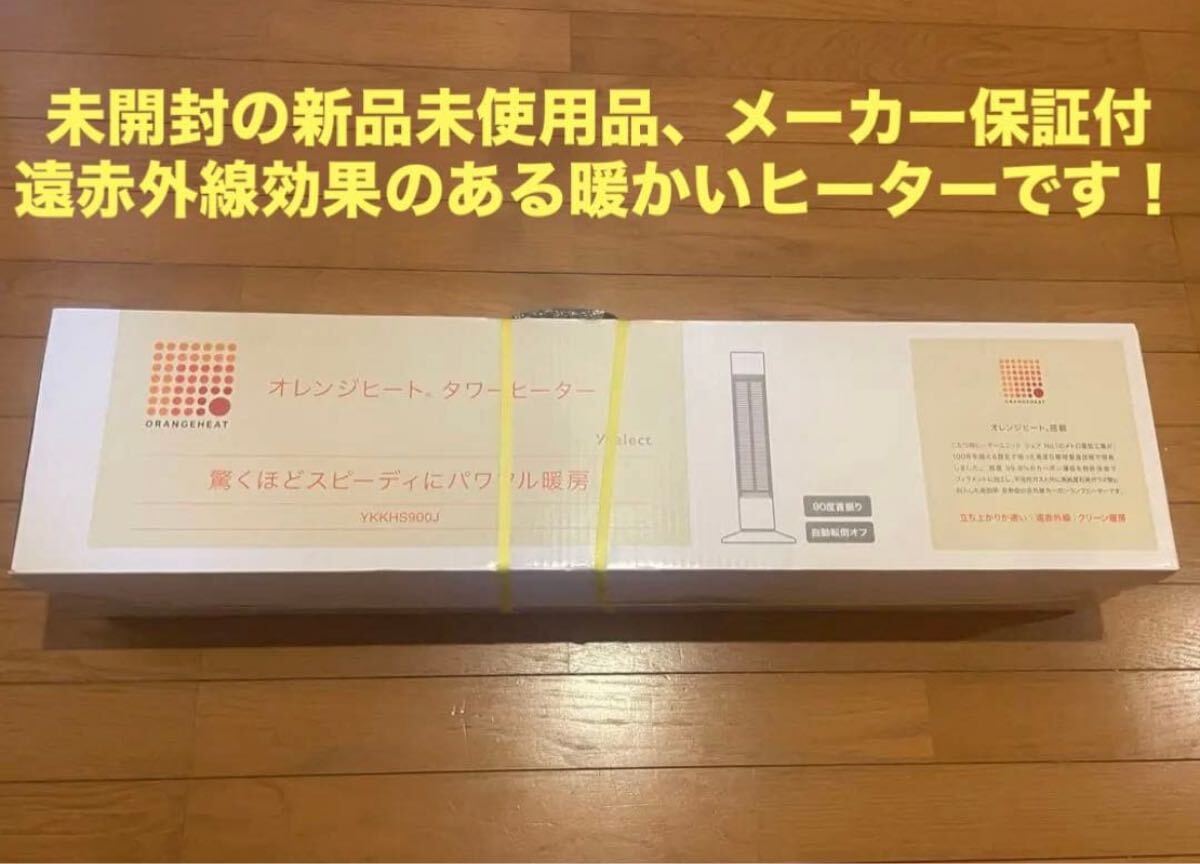 未開封の新品未使用品、メーカー保証付
遠赤外線効果のある暖かいヒーターです！
ORANGEHEAT
オレンジヒート® タワーヒーター
Yselect
驚くほどスピーディにパワフル暖房
YKKHS900J
90度首振り
自動転倒オフ
オレンジヒート®搭載
立ち上がりが速い｜遠赤外線｜クリーン暖房